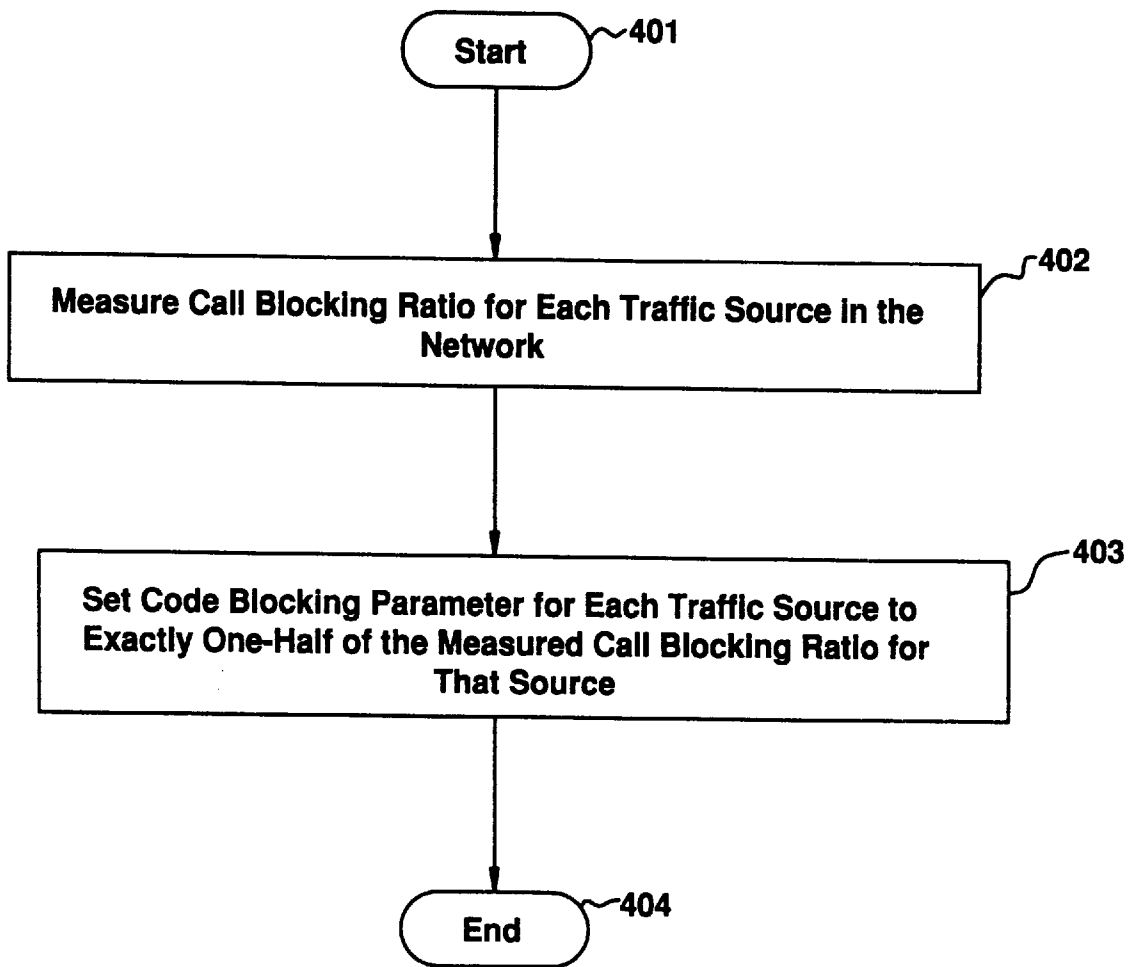 Start
401
402
Measure Call Blocking Ratio for Each Traffic Source in the
Network
403
Set Code Blocking Parameter for Each Traffic Source to
Exactly One-Half of the Measured Call Blocking Ratio for
That Source
404
End